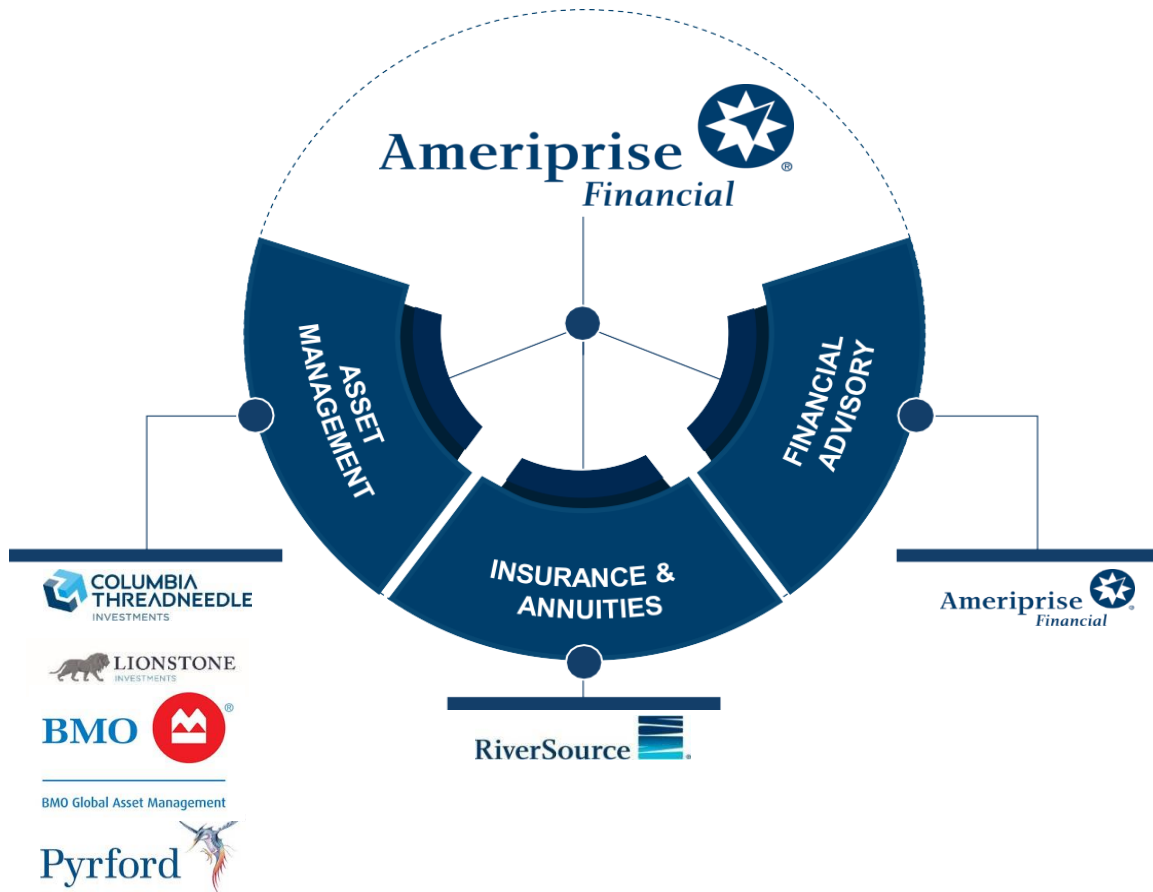 Ameriprise
Financial
®
ASSET
MANAGEMENT
INSURANCE &
ANNUITIES
FINANCIAL
ADVISORY
COLUMBIA
THREADNEEDLE
INVESTMENTS
LIONSTONE
INVESTMENTS
BMO ®
BMO Global Asset Management
Pyrford
RiverSource ®
Ameriprise
Financial ®